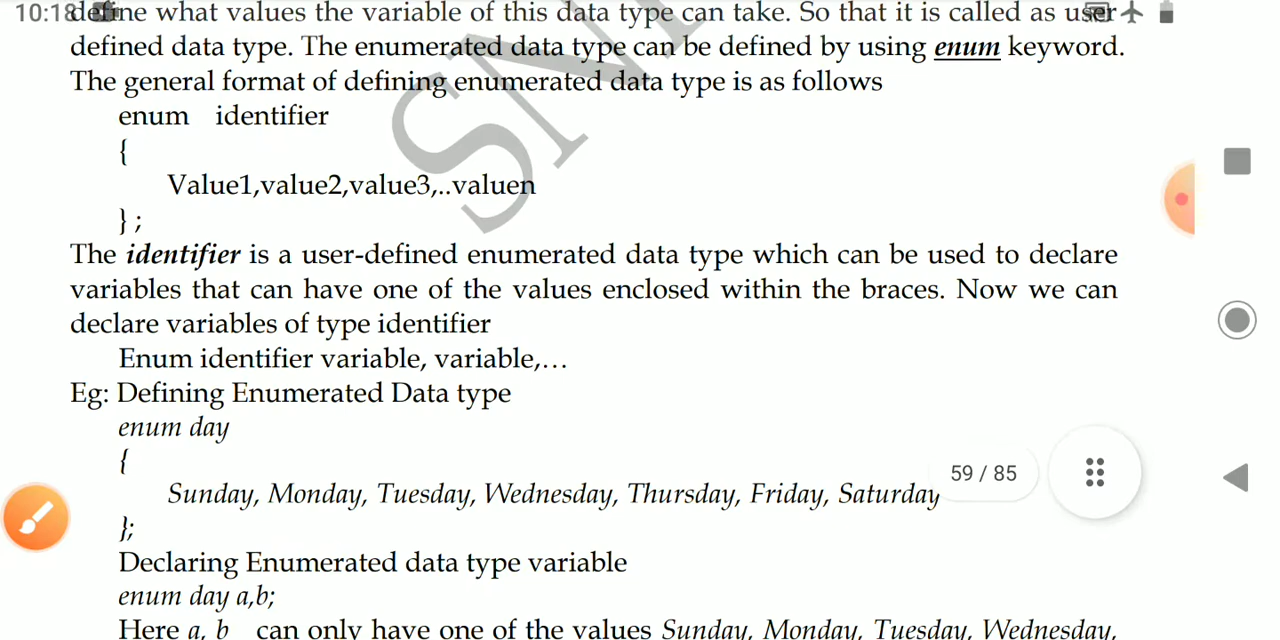 10:18
define what values the variable of this data type can take. So that it is called as user
defined data type. The enumerated data type can be defined by using enum keyword.
The general format of defining enumerated data type is as follows
enum identifier
{
Value1,value2,value3,..valuen
} ;
The identifier is a user-defined enumerated data type which can be used to declare
variables that can have one of the values enclosed within the braces. Now we can
declare variables of type identifier
Enum identifier variable, variable,…
Eg: Defining Enumerated Data type
enum day
{
59 / 85
Sunday, Monday, Tuesday, Wednesday, Thursday, Friday, Saturday
};
Declaring Enumerated data type variable
enum day a,b;
Here a, b can only have one of the values Sunday, Monday, Tuesday, Wednesday,